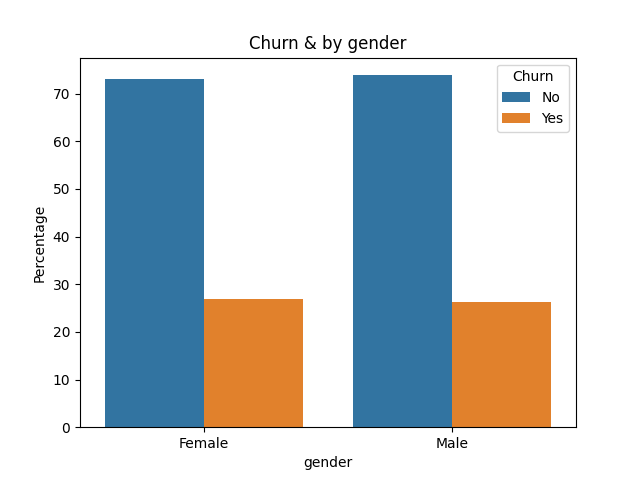 Churn & by gender
Churn
No
Yes
Percentage
70
60
50
40
30
20
10
0
Female
Male
gender